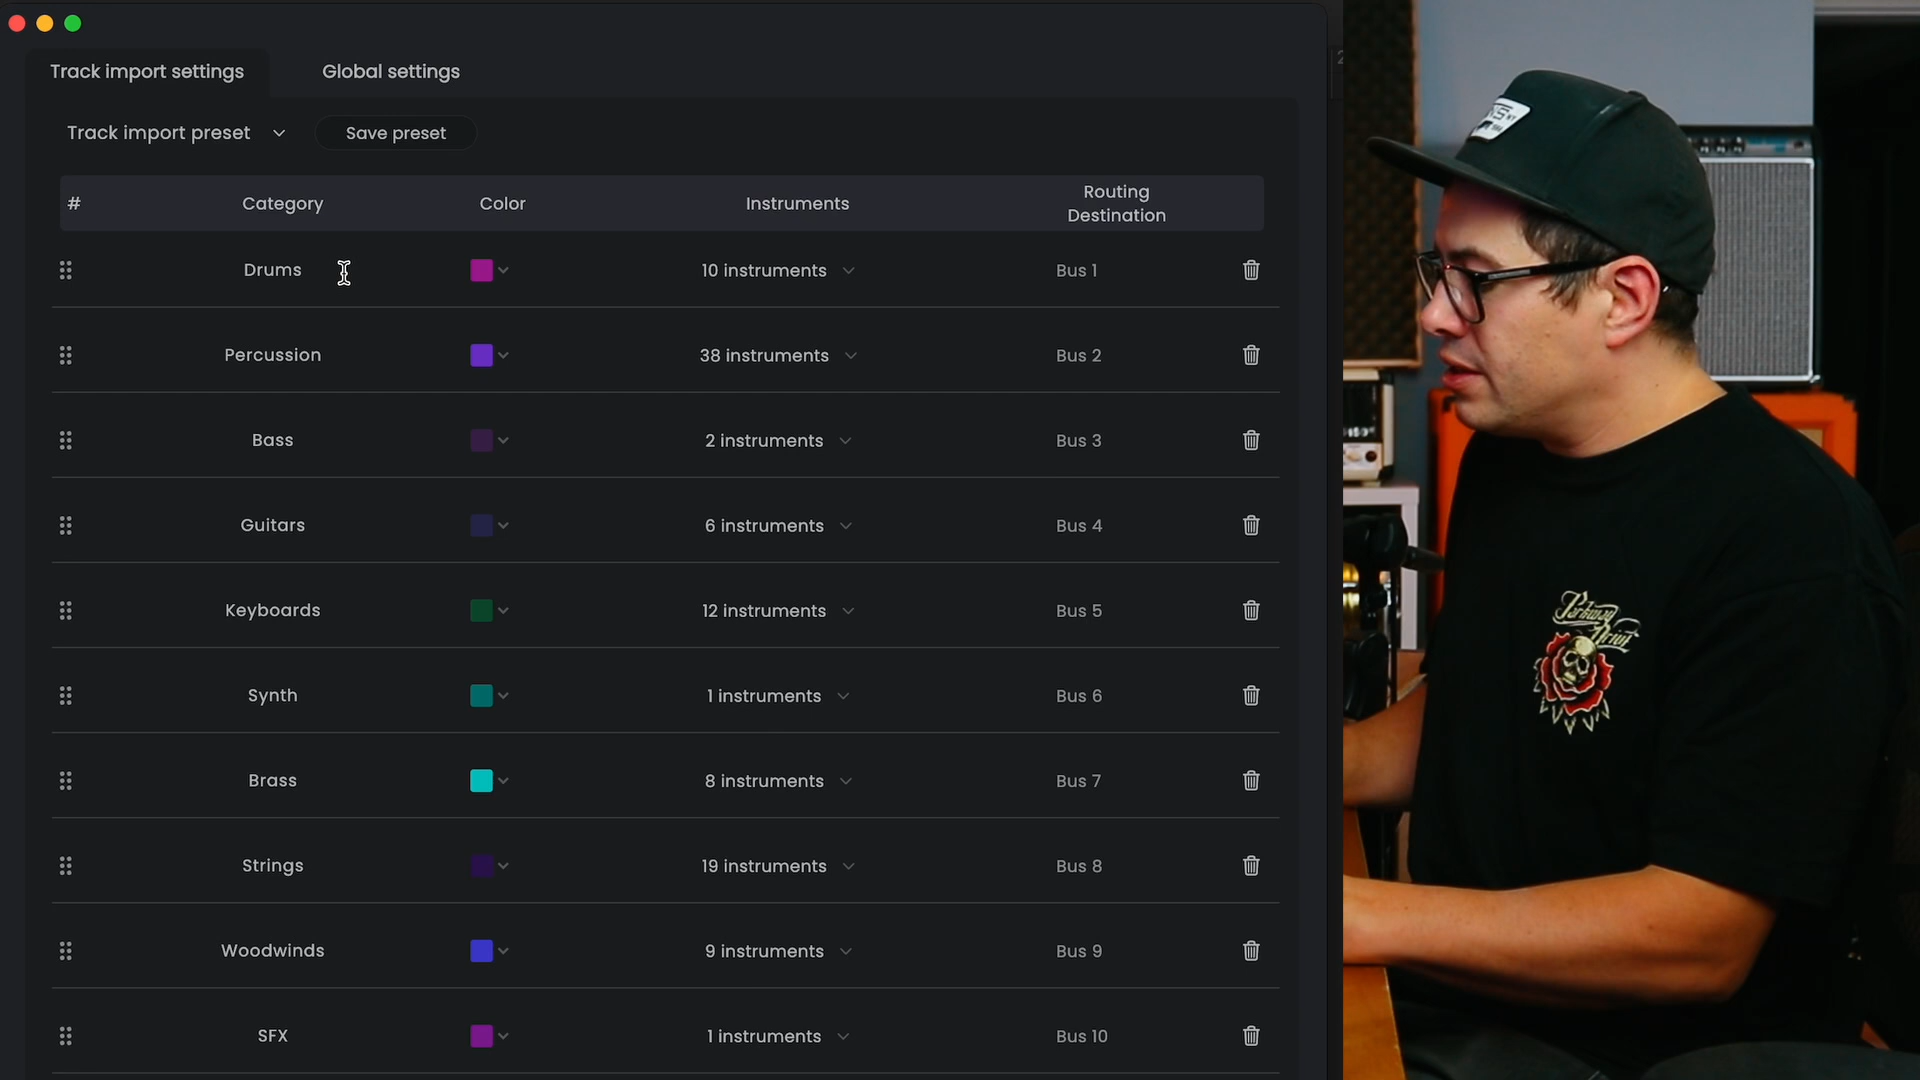 Track import settings
Global settings
Track import preset
Save preset
#
Category
Color
Instruments
Routing
Destination
Drums
10 instruments
Bus 1
Percussion
38 instruments
Bus 2
Bass
2 instruments
Bus 3
Guitars
6 instruments
Bus 4
Keyboards
12 instruments
Bus 5
Synth
1 instruments
Bus 6
Brass
8 instruments
Bus 7
Strings
19 instruments
Bus 8
Woodwinds
9 instruments
Bus 9
SFX
1 instruments
Bus 10
Parkway
Drive